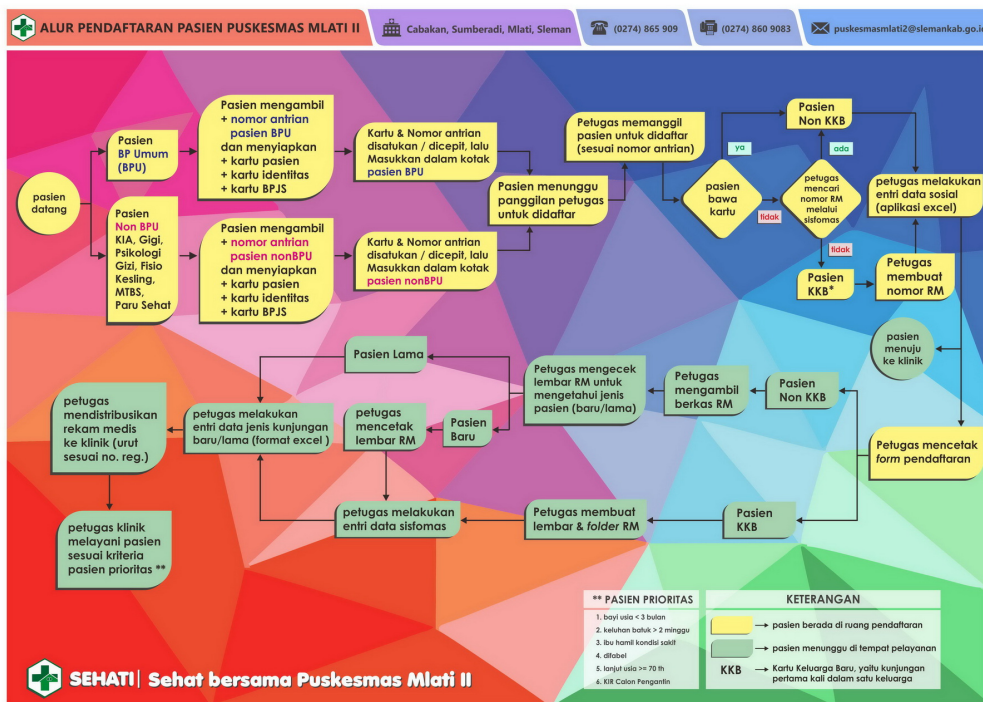 ALUR PENDAFTARAN PASIEN PUSKESMAS MLATI II
Cabakan, Sumberadi, Mlati, Sleman
(0274) 865 909
(0274) 860 9083
puskesmasmlati2@slemankab.go.id
pasien
datang
Pasien
BP Umum
(BPU)
Pasien
Non BPU
KIA, Gigi,
Psikologi
Gizi, Fisio
Kesling,
MTBS,
Paru Sehat
Pasien mengambil
+ nomor antrian
pasien BPU
dan menyiapkan
+ kartu pasien
+ kartu identitas
+ kartu BPJS
Pasien mengambil
+ nomor antrian
pasien nonBPU
dan menyiapkan
+ kartu pasien
+ kartu identitas
+ kartu BPJS
Kartu & Nomor antrian
disatukan / dicepit, lalu
Masukkan dalam kotak
pasien BPU
Kartu & Nomor antrian
disatukan / dicepit, lalu
Masukkan dalam kotak
pasien nonBPU
Pasien menunggu
panggilan petugas
untuk didaftar
Petugas memanggil
pasien untuk didaftar
(sesuai nomor antrian)
pasien
bawa
kartu
ya
tidak
Pasien
Non KKB
ada
petugas
mencari
nomor RM
melalui
sisfomas
tidak
Pasien
KKB*
Petugas
membuat
nomor RM
petugas melakukan
entri data sosial
(aplikasi excel)
pasien
menuju
ke klinik
Petugas mencetak
form pendaftaran
Pasien
Non KKB
Petugas
mengambil
berkas RM
Petugas mengecek
lembar RM untuk
mengetahui jenis
pasien (baru/lama)
Pasien Lama
Pasien
Baru
petugas
mencetak
lembar RM
petugas melakukan
entri data jenis kunjungan
baru/lama (format excel )
Pasien
KKB
Petugas membuat
lembar & folder RM
petugas melakukan
entri data sisfomas
petugas
mendistribusikan
rekam medis
ke klinik (urut
sesuai no. reg.)
petugas klinik
melayani pasien
sesuai kriteria
pasien prioritas **
** PASIEN PRIORITAS
1. bayi usia < 3 bulan
2. keluhan batuk > 2 minggu
3. ibu hamil kondisi sakit
4. difabel
5. lanjut usia >= 70 th
6. KIR Calon Pengantin
KETERANGAN
pasien berada di ruang pendaftaran
pasien menunggu di tempat pelayanan
KKB
Kartu Keluarga Baru, yaitu kunjungan
pertama kali dalam satu keluarga
SEHATI | Sehat bersama Puskesmas Mlati II